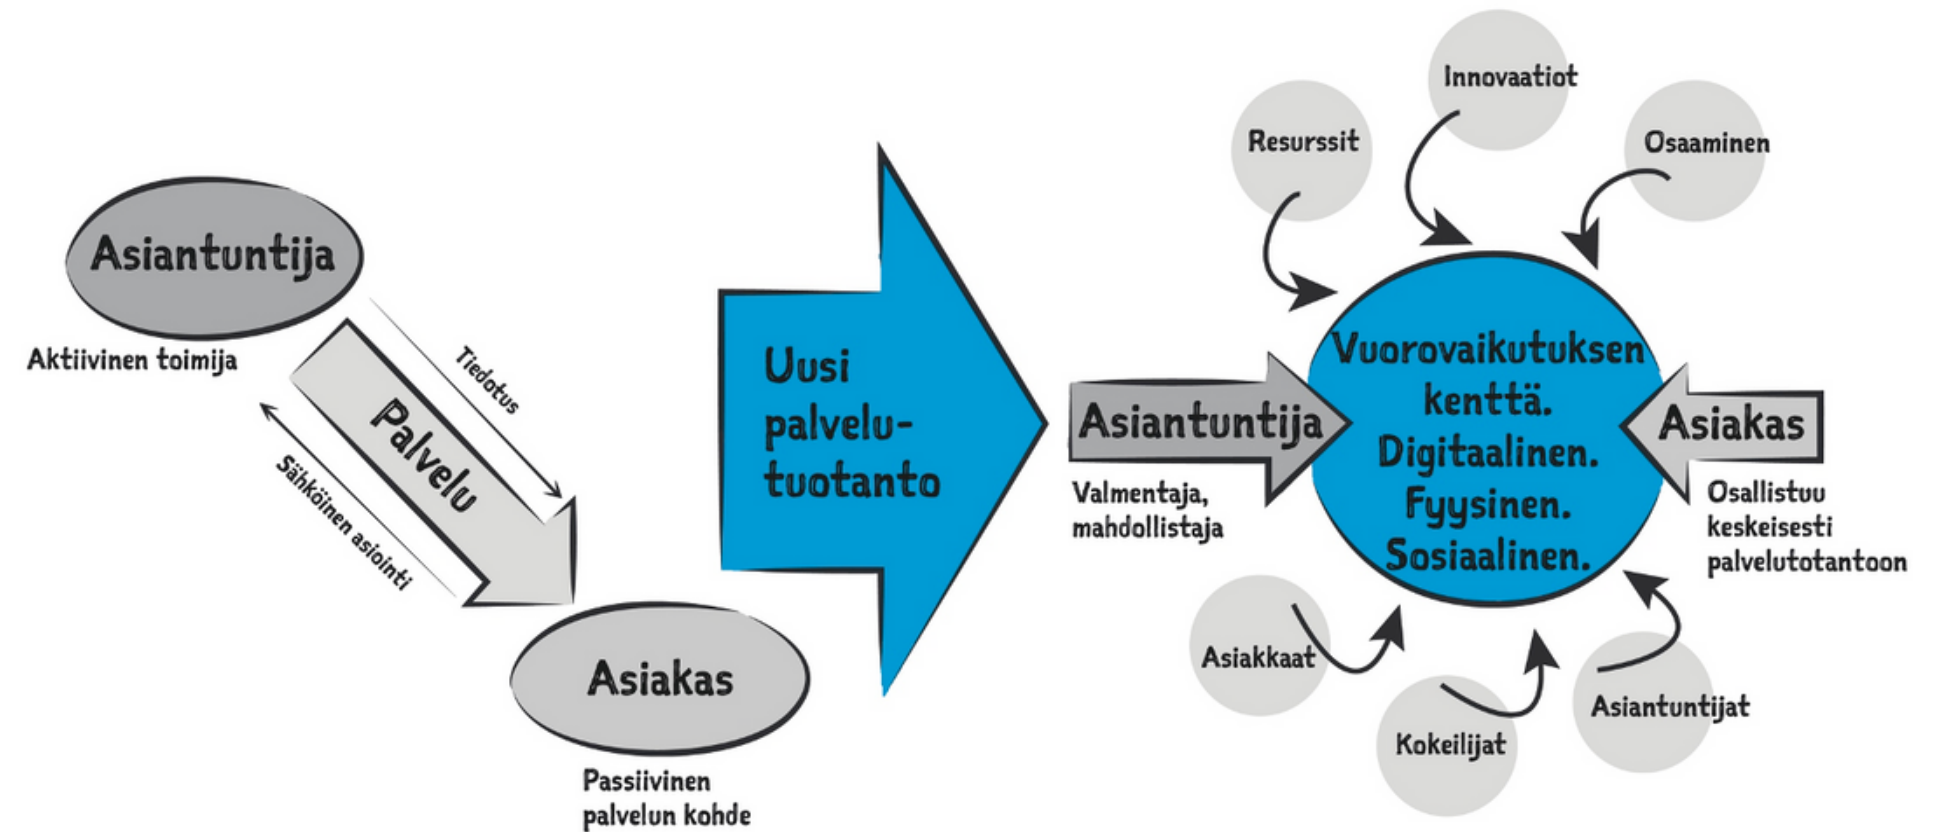 Asiantuntija
Aktiivinen toimija
Tiedotus
Palvelu
Sähköinen asiointi
Asiakas
Passiivinen
palvelun kohde
Uusi
palvelu-
tuotanto
Resurssit
Innovaatiot
Osaaminen
Asiantuntija
Valmentaja,
mahdollistaja
Vuorovaikutuksen
kenttä.
Digitaalinen.
Fyysinen.
Sosiaalinen.
Asiakas
Osallistuu
keskeisesti
palvelutotantoon
Asiakkaat
Kokeilijat
Asiantuntijat